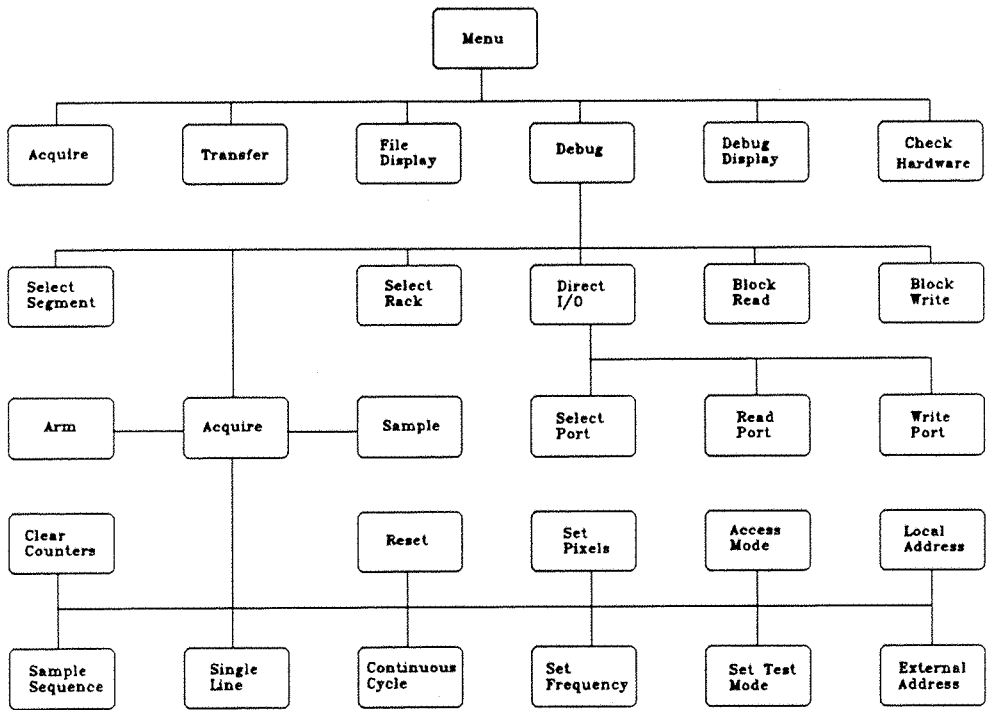 Menu
Acquire
Transfer
File
Display
Debug
Debug
Display
Check
Hardware
Select
Segment
Select
Rack
Direct
I/O
Block
Read
Block
Write
Arm
Acquire
Sample
Select
Port
Read
Port
Write
Port
Clear
Counters
Reset
Set
Pixels
Access
Mode
Local
Address
Sample
Sequence
Single
Line
Continuous
Cycle
Set
Frequency
Set Test
Mode
External
Address